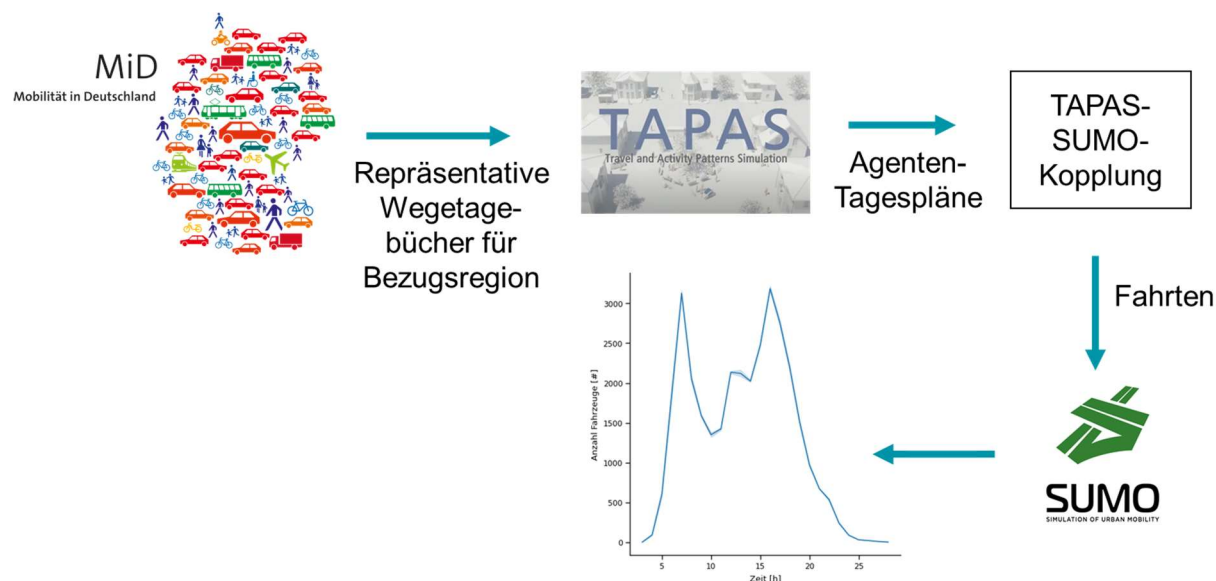 MiD
Mobilität in Deutschland
Repräsentative
Wegetage-
bücher für
Bezugsregion
TAPAS
Travel and Activity Patterns Simulation
Agenten-
Tagespläne
TAPAS-
SUMO-
Kopplung
Fahrten
SUMO
SIMULATION OF URBAN MOBILITY
Anzahl Fahrzeuge [#]
3000
2500
2000
1500
1000
500
0
5
10
15
20
25
Zeit [h]